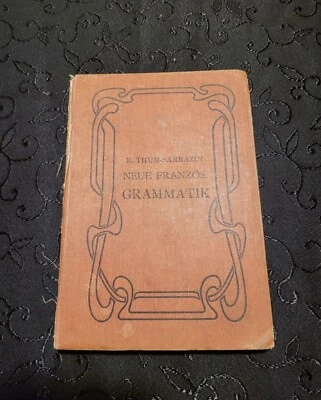 R. THUM-SARRAZIN
NEUE FRANZÖS.
GRAMMATIK